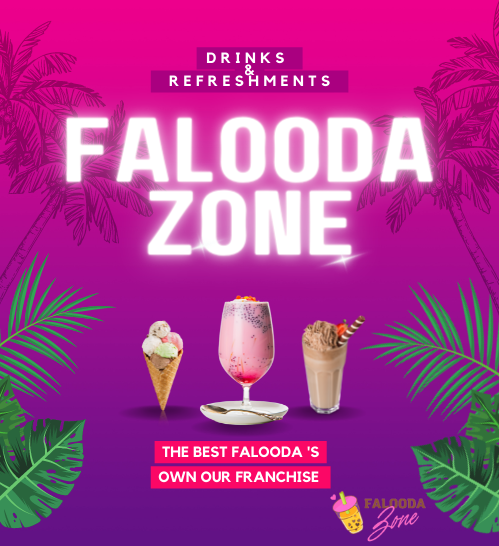 DRINKS
&
REFRESHMENTS
FALOODA
ZONE
THE BEST FALOODA 'S
OWN OUR FRANCHISE
FALOODA
Zone